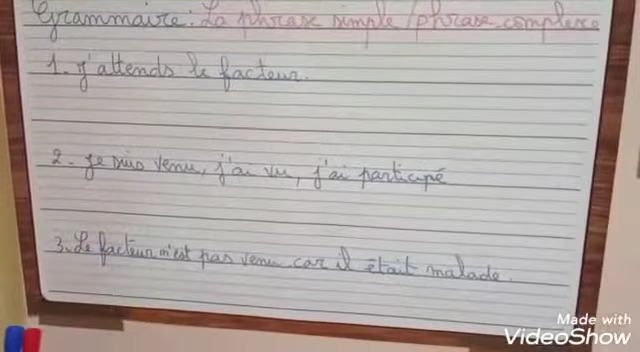 Grammaire: La phrase simple / phrase complexe
1. J'attends le facteur.
2. Je suis venu, j'ai vu, j'ai participé
3. Le facteur n'est pas venu car il était malade.
Made with
VideoShow